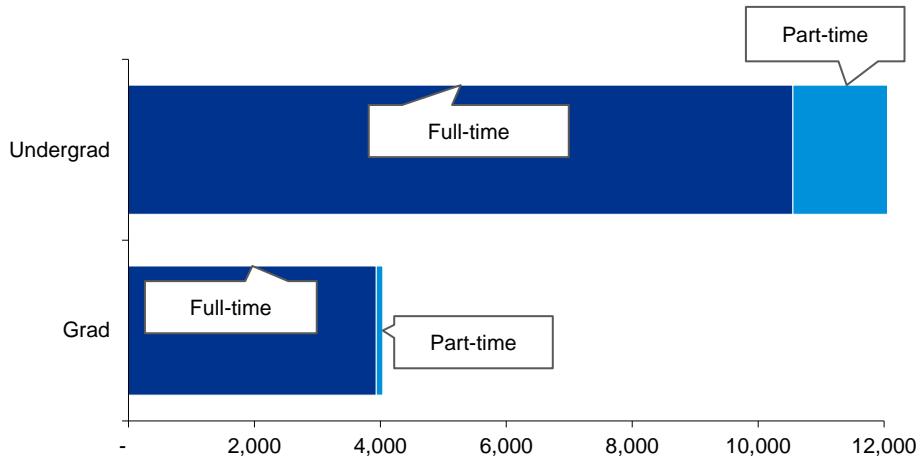 Part-time
Full-time
Undergrad
Full-time
Grad
Part-time
- 2,000 4,000 6,000 8,000 10,000 12,000